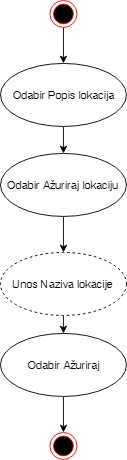 Odabir Popis lokacija
Odabir Ažuriraj lokaciju
Unos Naziva lokacije
Odabir Ažuriraj